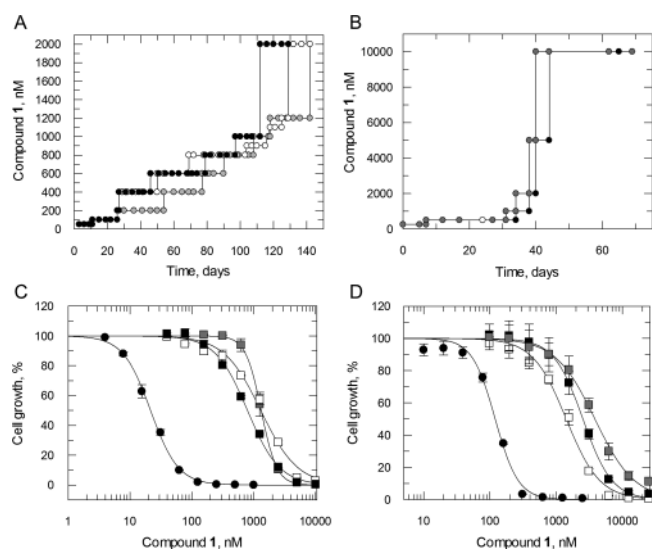 A
2000
1800
1600
1400
1200
1000
800
600
400
200
Compound 1, nM
0 20 40 60 80 100 120 140
Time, days
B
10000
8000
6000
4000
2000
0
Compound 1, nM
0 20 40 60
Time, days
C
120
100
80
60
40
20
0
Cell growth, %
1 10 100 1000 10000
Compound 1, nM
D
120
100
80
60
40
20
0
Cell growth, %
10 100 1000 10000
Compound 1, nM